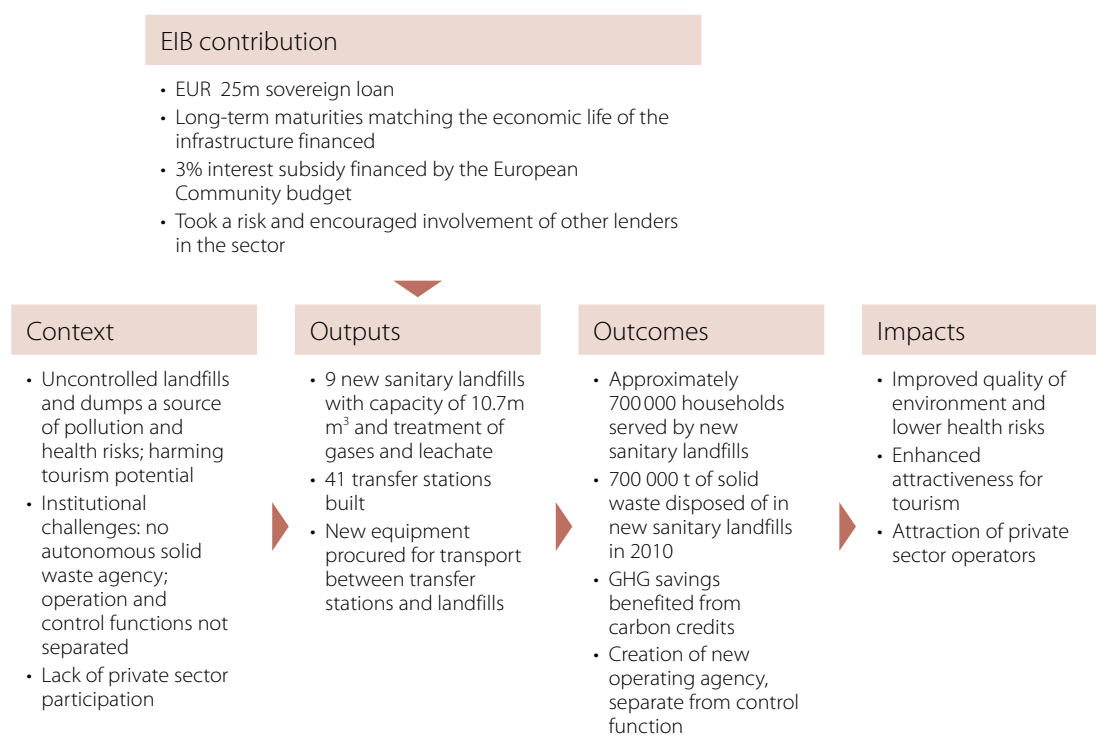 EIB contribution
• EUR 25m sovereign loan
• Long-term maturities matching the economic life of the
infrastructure financed
• 3% interest subsidy financed by the European
Community budget
• Took a risk and encouraged involvement of other lenders
in the sector
Context
• Uncontrolled landfills
and dumps a source
of pollution and
health risks; harming
tourism potential
• Institutional
challenges: no
autonomous solid
waste agency;
operation and
control functions not
separated
• Lack of private sector
participation
Outputs
• 9 new sanitary landfills
with capacity of 10.7m
m³ and treatment of
gases and leachate
• 41 transfer stations
built
• New equipment
procured for transport
between transfer
stations and landfills
Outcomes
• Approximately
700 000 households
served by new
sanitary landfills
• 700 000 t of solid
waste disposed of in
new sanitary landfills
in 2010
• GHG savings
benefited from
carbon credits
• Creation of new
operating agency,
separate from control
function
Impacts
• Improved quality of
environment and
lower health risks
• Enhanced
attractiveness for
tourism
• Attraction of private
sector operators